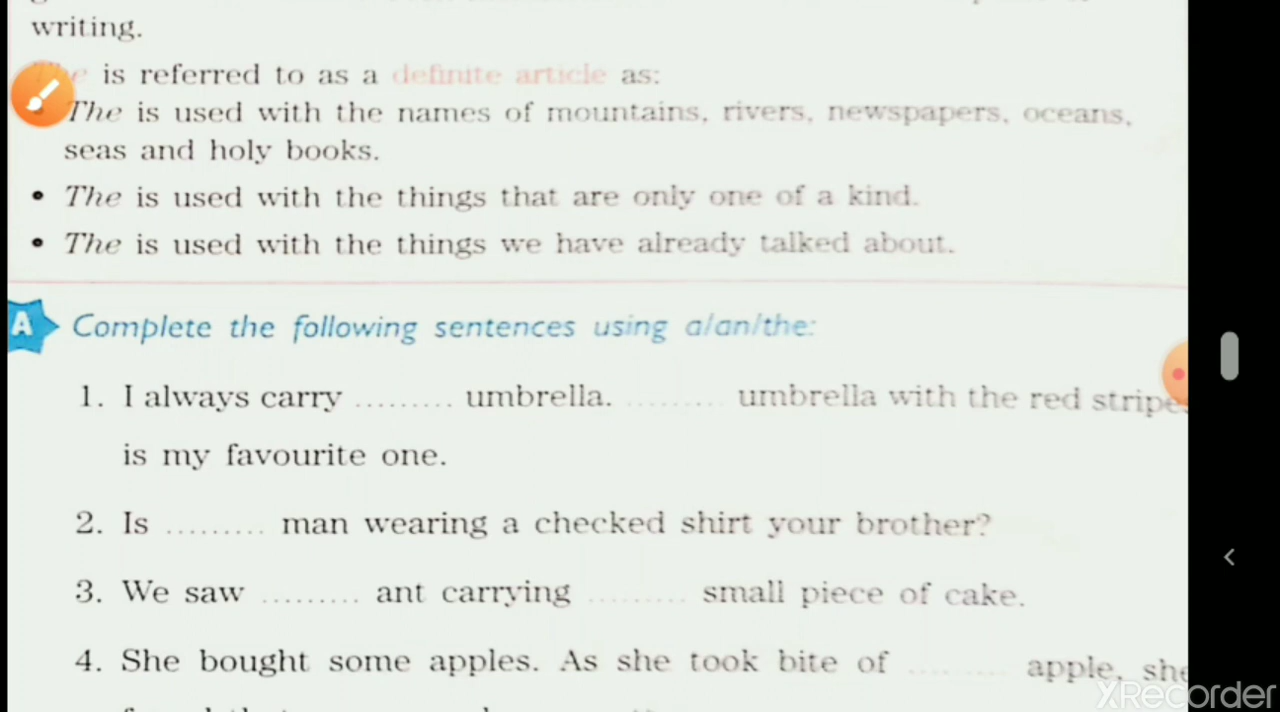 writing.
is referred to as a definite article as:
The is used with the names of mountains, rivers, newspapers, oceans,
seas and holy books.
• The is used with the things that are only one of a kind.
• The is used with the things we have already talked about.
A Complete the following sentences using a/an/the:
1. I always carry ......... umbrella. ......... umbrella with the red stripes
is my favourite one.
2. Is ......... man wearing a checked shirt your brother?
3. We saw ......... ant carrying ......... small piece of cake.
4. She bought some apples. As she took bite of ......... apple, she
XRecorder